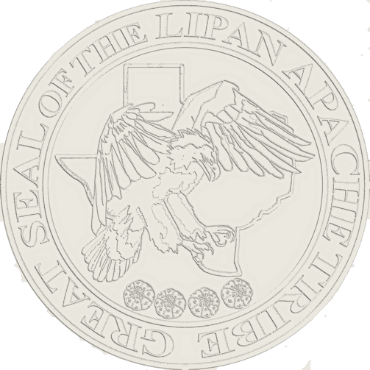 GREAT SEAL OF THE LIPAN APACHE TRIBE